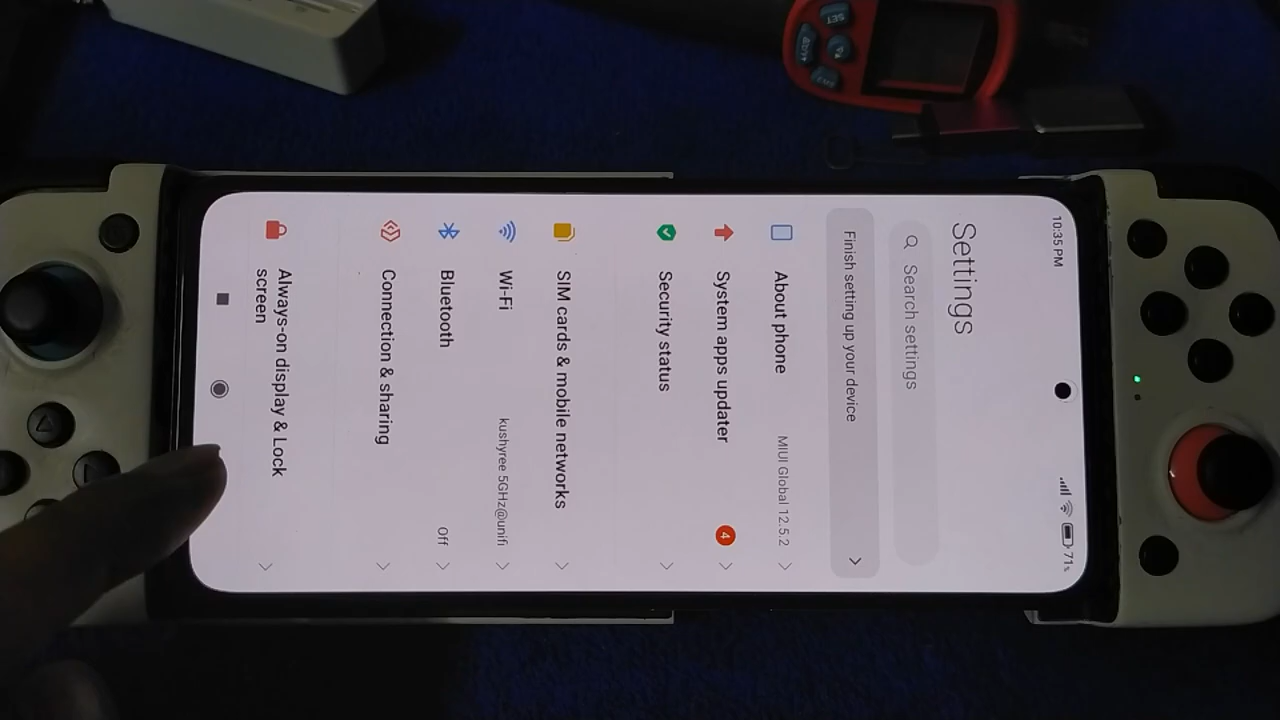 10:35 PM
71%
Settings
Search settings
Finish setting up your device
About phone
MIUI Global 12.5.2
System apps updater
4
Security status
SIM cards & mobile networks
Wi-Fi
kushyree 5GHz@unifi
Bluetooth
Off
Connection & sharing
Always-on display & Lock
screen
SET